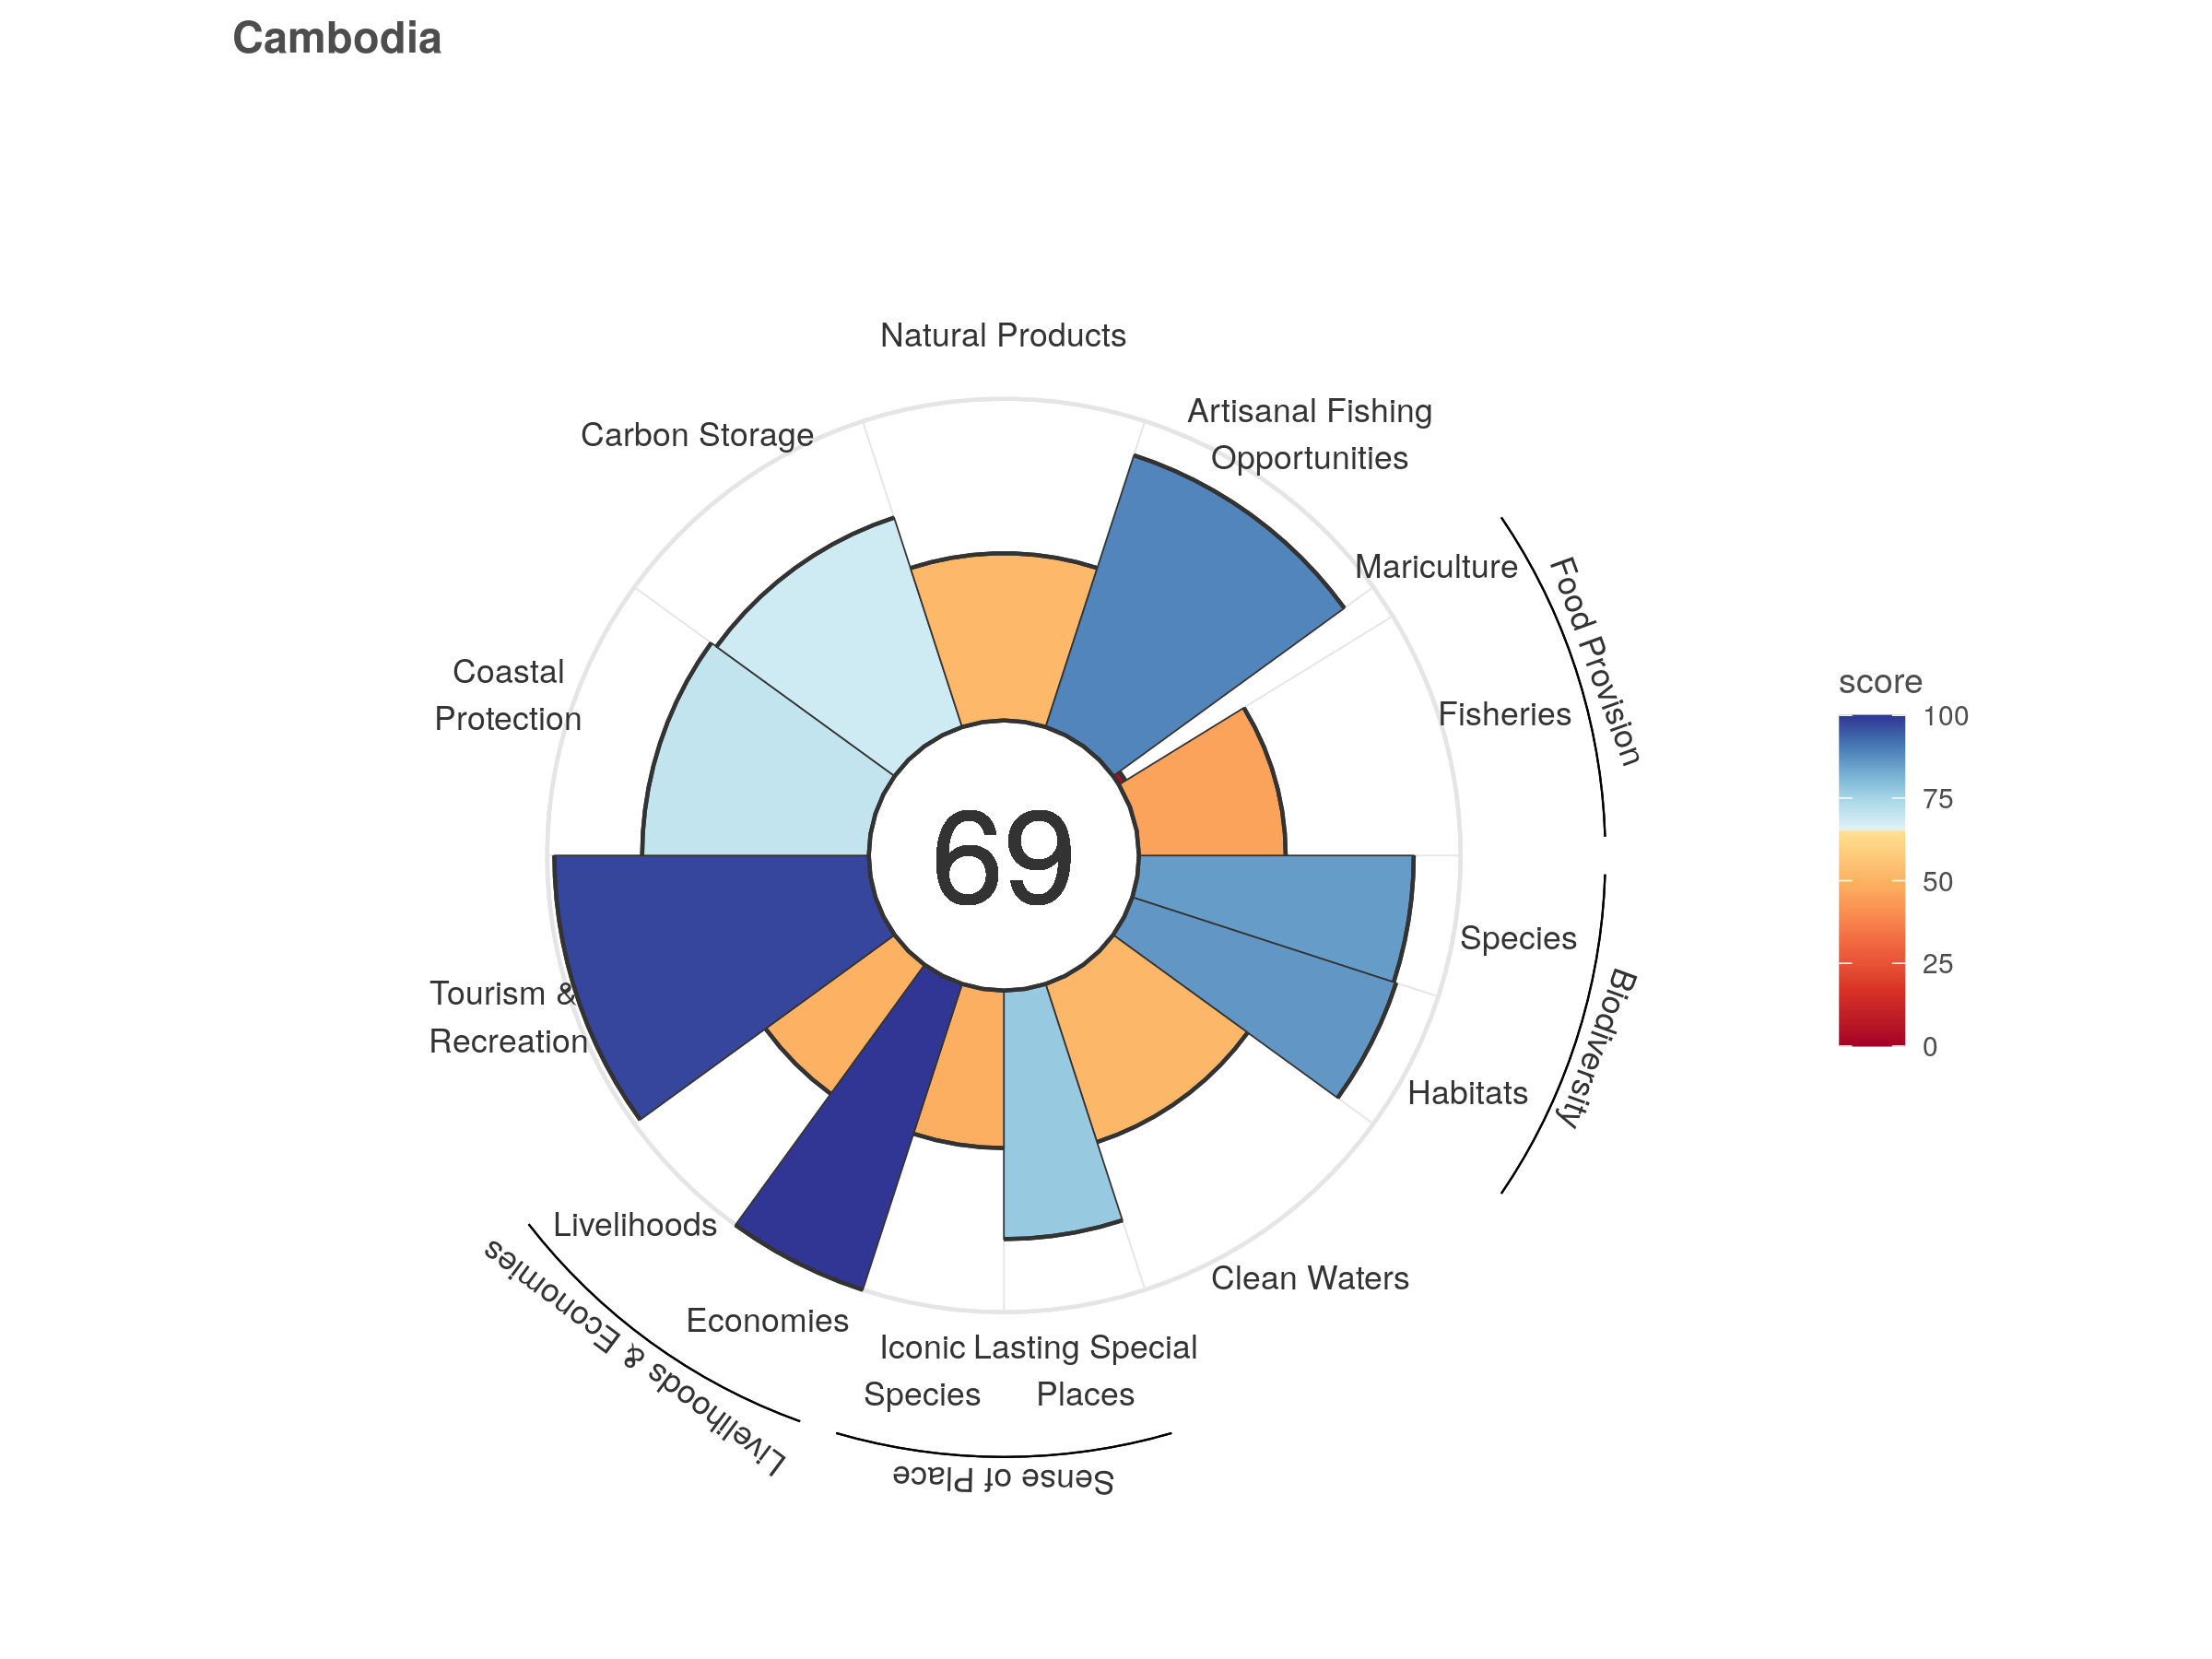 Cambodia
Natural Products
Artisanal Fishing
Opportunities
Carbon Storage
Mariculture
Food Provision
Coastal
Protection
Fisheries
score
100
75
50
25
0
69
Species
Biodiversity
Tourism &
Recreation
Habitats
Livelihoods
Clean Waters
Economies
Livelihoods & Economies
Iconic
Species
Lasting Special
Places
Sense of Place